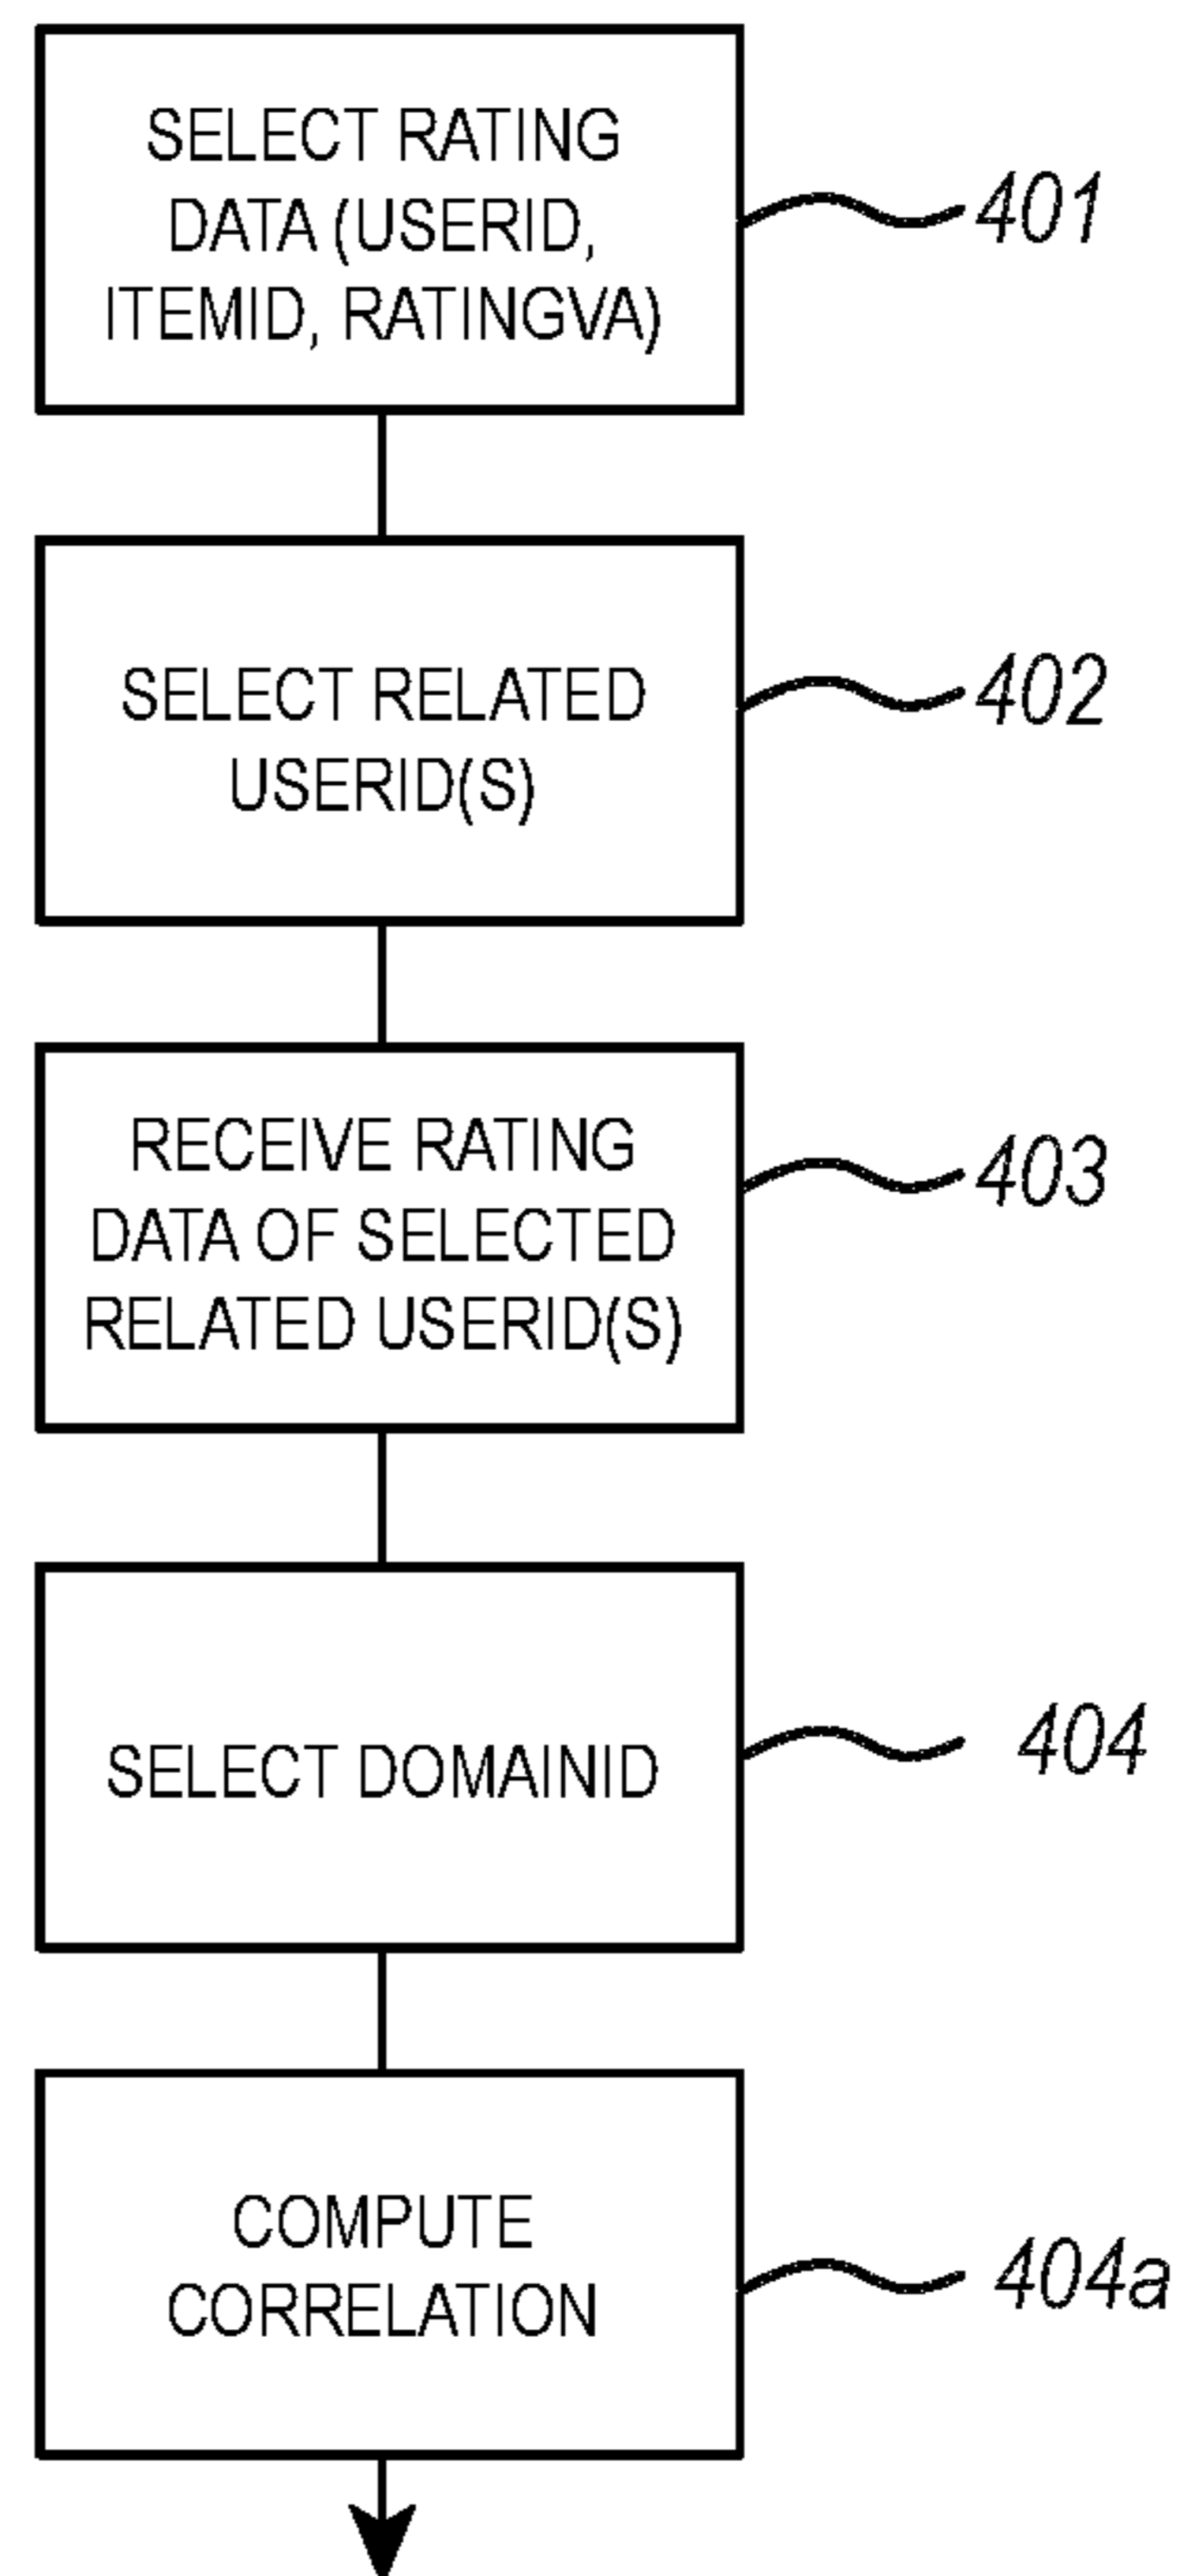 SELECT RATING
DATA (USERID,
ITEMID, RATINGVA)
401
SELECT RELATED
USERID(S)
402
RECEIVE RATING
DATA OF SELECTED
RELATED USERID(S)
403
SELECT DOMAINID
404
COMPUTE
CORRELATION
404a